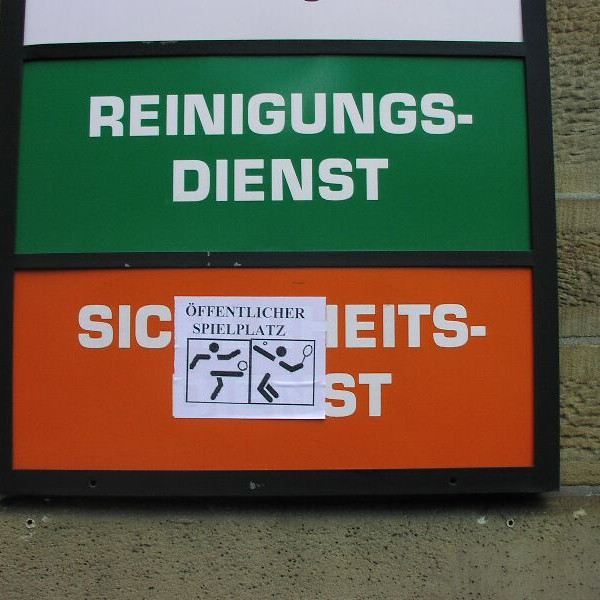 REINIGUNGS-
DIENST
SIC HEITS-
ÖFFENTLICHER
SPIELPLATZ
ST